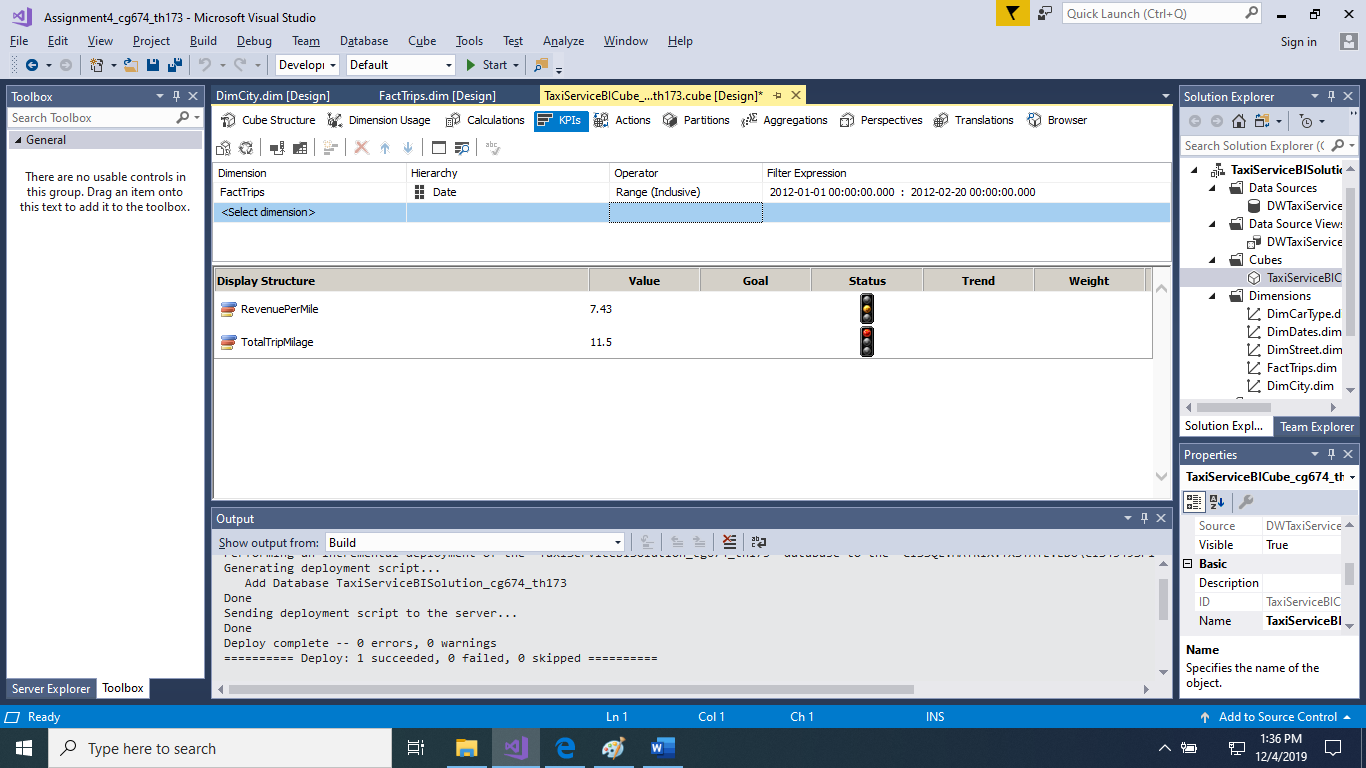 Assignment4_cg674_th173 - Microsoft Visual Studio
Quick Launch (Ctrl+Q)
File Edit View Project Build Debug Team Database Cube Tools Test Analyze Window Help
Sign in
Developı Default Start
Toolbox
Search Toolbox
General
There are no usable controls in
this group. Drag an item onto
this text to add it to the toolbox.
Server Explorer Toolbox
DimCity.dim [Design] FactTrips.dim [Design] TaxiServiceBICube_...th173.cube [Design]*
Cube Structure Dimension Usage Calculations KPIs Actions Partitions Aggregations Perspectives Translations Browser
Dimension Hierarchy Operator Filter Expression
FactTrips Date Range (Inclusive) 2012-01-01 00:00:00.000 : 2012-02-20 00:00:00.000
<Select dimension>
Display Structure Value Goal Status Trend Weight
RevenuePerMile 7.43
TotalTripMilage 11.5
Output
Show output from: Build
Generating deployment script...
Add Database TaxiServiceBISolution_cg674_th173
Done
Sending deployment script to the server...
Done
Deploy complete -- 0 errors, 0 warnings
========== Deploy: 1 succeeded, 0 failed, 0 skipped ==========
Solution Explorer
Search Solution Explorer (C
TaxiServiceBISolutio
Data Sources
DWTaxiService
Data Source Views
DWTaxiService
Cubes
TaxiServiceBIC
Dimensions
DimCarType.d
DimDates.dim
DimStreet.dim
FactTrips.dim
DimCity.dim
Solution Expl... Team Explorer
Properties
TaxiServiceBICube_cg674_th
Source DWTaxiService
Visible True
Basic
Description
ID TaxiServiceBIC
Name TaxiServiceBI
Name
Specifies the name of the
object.
Ready Ln 1 Col 1 Ch 1 INS Add to Source Control
Type here to search
1:36 PM
12/4/2019